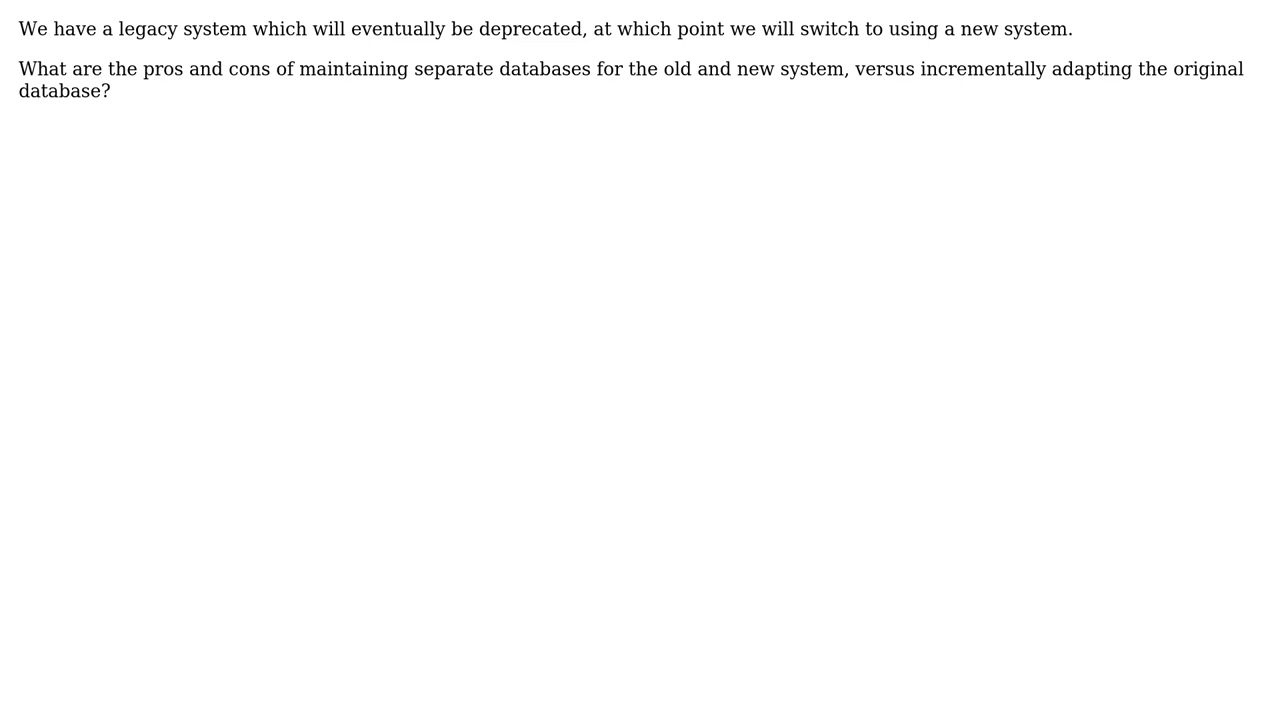 We have a legacy system which will eventually be deprecated, at which point we will switch to using a new system.
What are the pros and cons of maintaining separate databases for the old and new system, versus incrementally adapting the original
database?